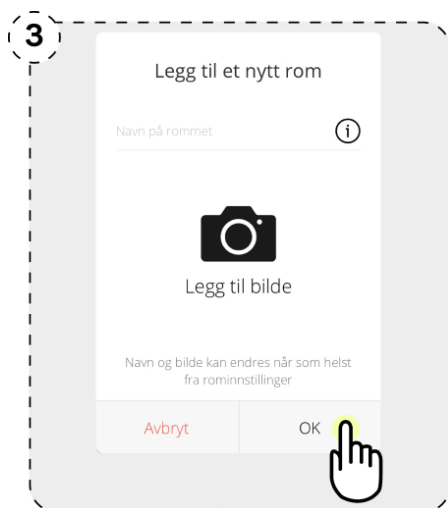 3
Legg til et nytt rom
Navn på rommet
i
Legg til bilde
Navn og bilde kan endres når som helst
fra rominnstillinger
Avbryt
OK